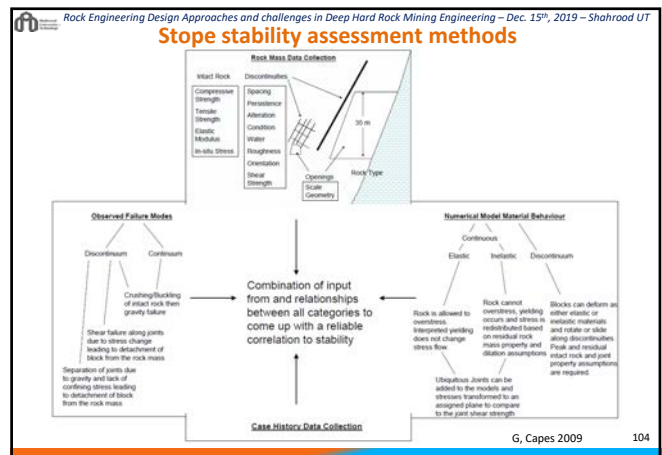 Rock Engineering Design Approaches and challenges in Deep Hard Rock Mining Engineering – Dec. 15th, 2019 – Shahrood UT
Stope stability assessment methods
Rock Mass Data Collection
Intact Rock
Compressive
Strength
Tensile
Strength
Elastic
Modulus
In-situ Stress
Discontinuities
Spacing
Persistence
Alteration
Condition
Water
Roughness
Orientation
Shear
Strength
35 m
Openings
Scale
Geometry
Rock Type
Observed Failure Modes
Discontinuum
Continuum
Crushing/Buckling
of intact rock then
gravity failure
Shear failure along joints
due to stress change
leading to detachment of
block from the rock mass
Separation of joints due
to gravity and lack of
confining stress leading
to detachment of block
from the rock mass
Combination of input
from and relationships
between all categories to
come up with a reliable
correlation to stability
Numerical Model Material Behaviour
Continuous
Elastic
Inelastic
Discontinuum
Rock is allowed to
overstress.
Interpreted yielding
does not change
stress flow
Rock cannot
overstress, yielding
occurs and stress is
redistributed based
on residual rock
mass property and
dilation assumptions
Blocks can deform as
either elastic or
inelastic materials
and rotate or slide
along discontinuities.
Peak and residual
intact rock and joint
property assumptions
are required.
Ubiquitous Joints can be
added to the models and
stresses transformed to an
assigned plane to compare
to the joint shear strength
Case History Data Collection
G, Capes 2009
104